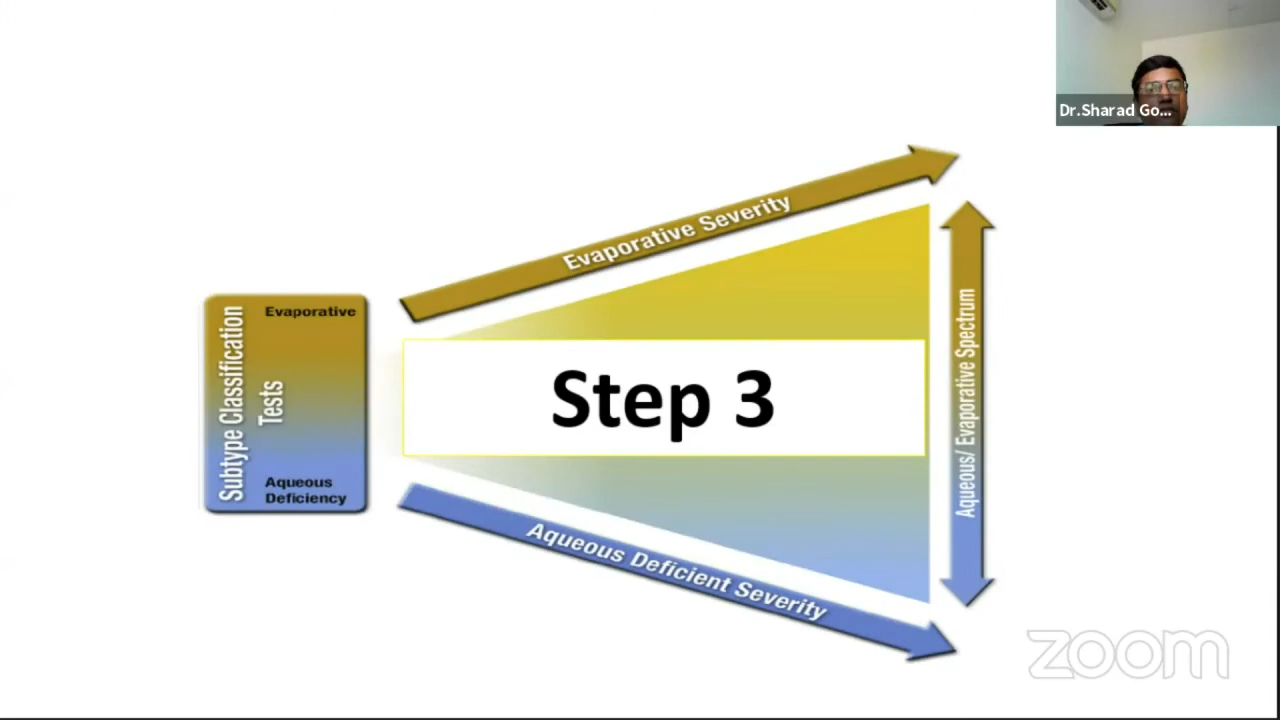 Dr.Sharad Go...
Evaporative Severity
Subtype Classification
Tests
Evaporative
Aqueous
Deficiency
Step 3
Aqueous/ Evaporative Spectrum
Aqueous Deficient Severity
zoom